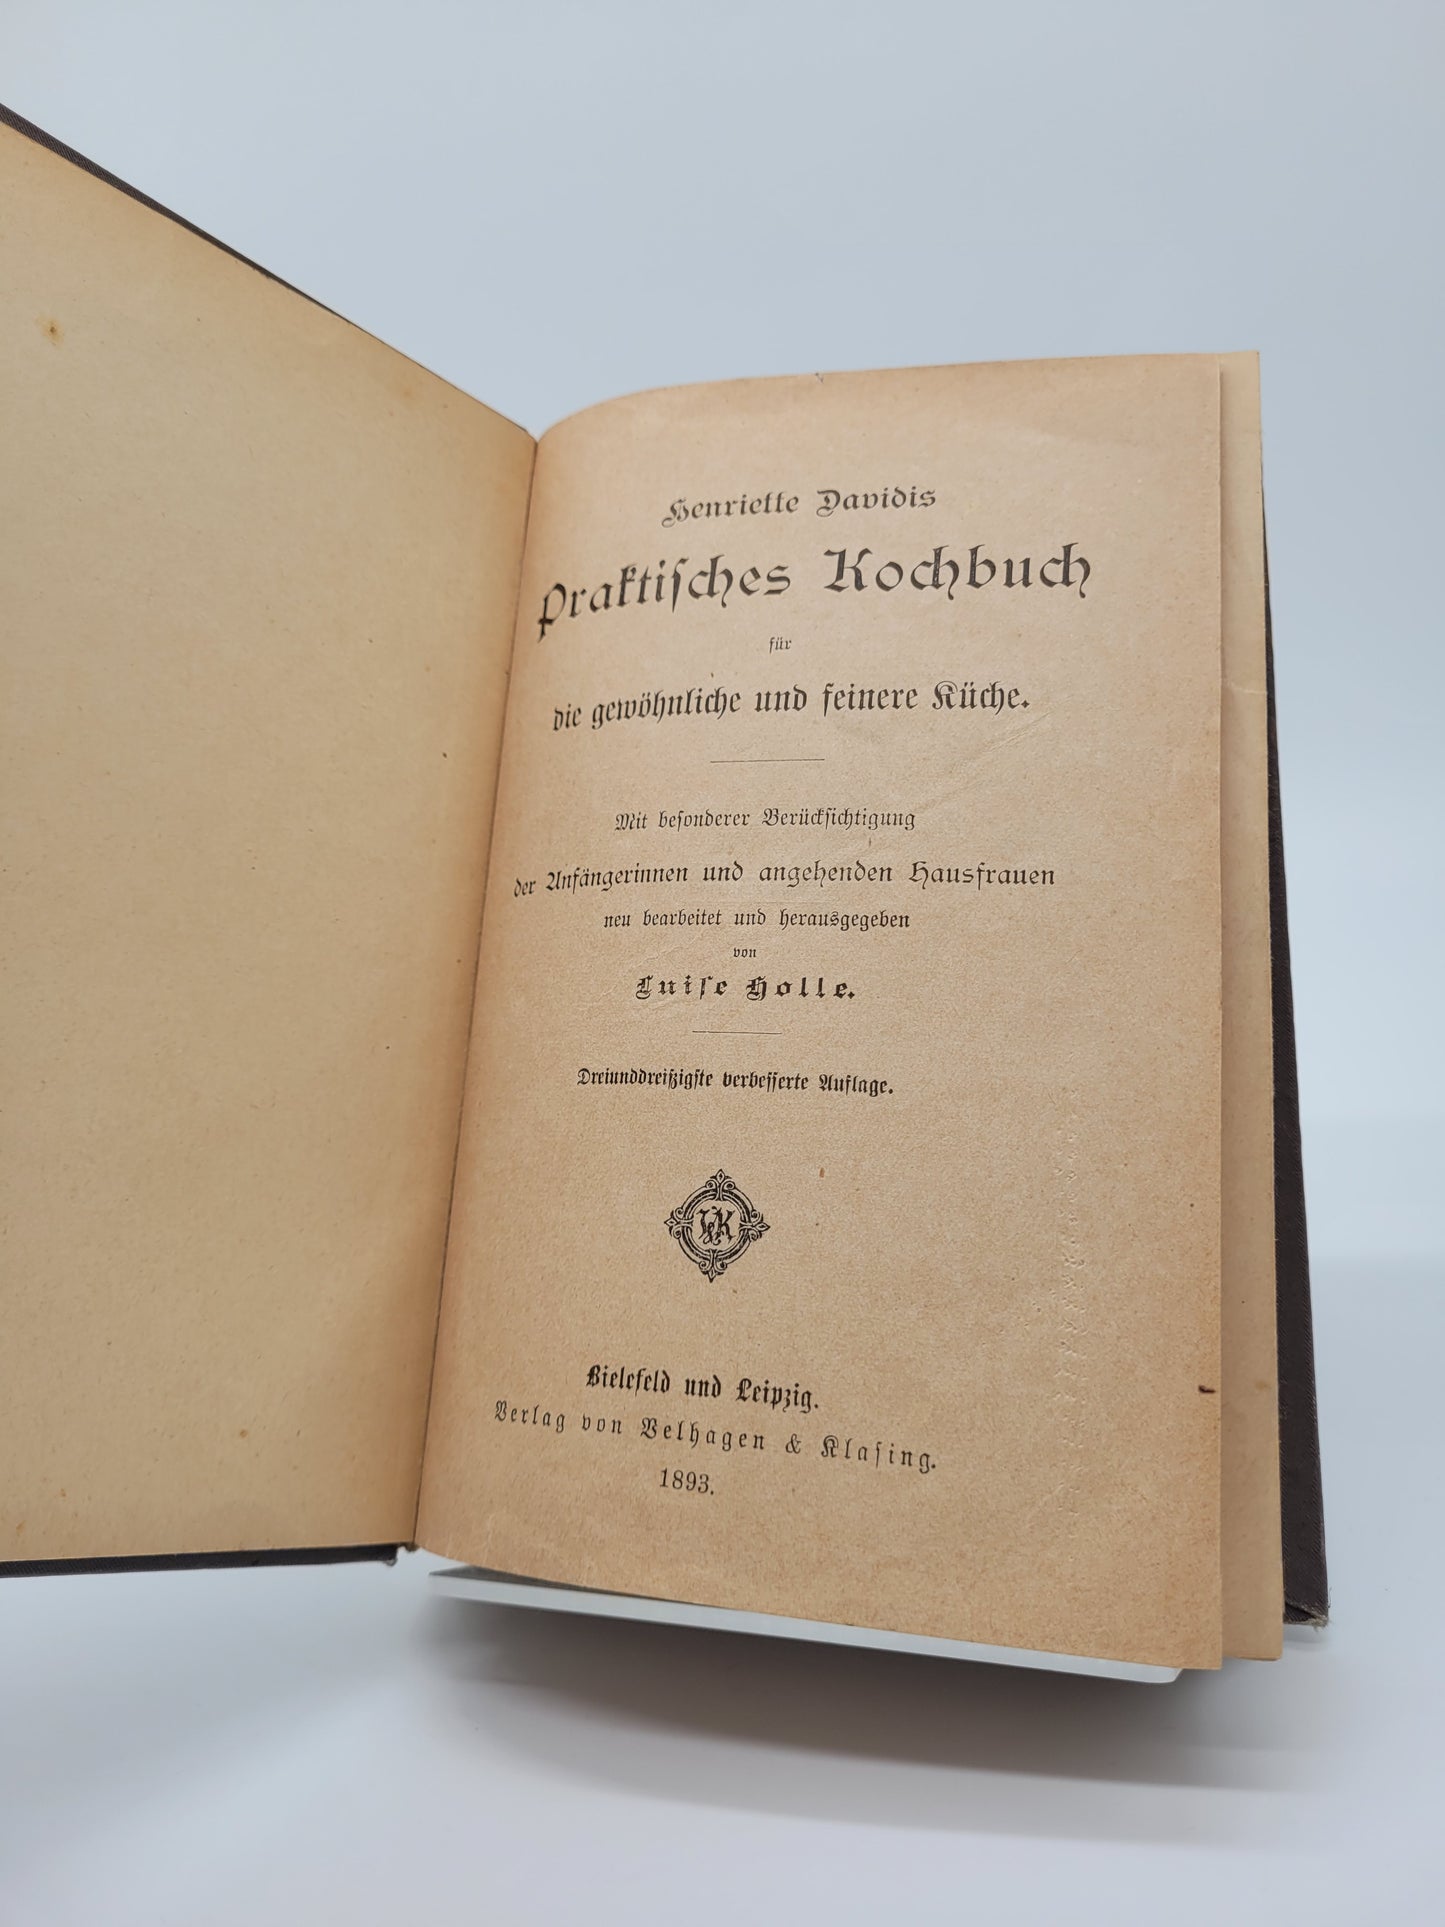 Henriette Davidis
Praktiſches Kochbuch
für
die gewöhnliche und feinere Küche.
Mit beſonderer Berückſichtigung
der Anfängerinnen und angehenden Hausfrauen
neu bearbeitet und herausgegeben
von
Luiſe Holle.
Dreiunddreißigſte verbeſſerte Auflage.
V&K
Bielefeld und Leipzig.
Verlag von Velhagen & Klaſing.
1893.